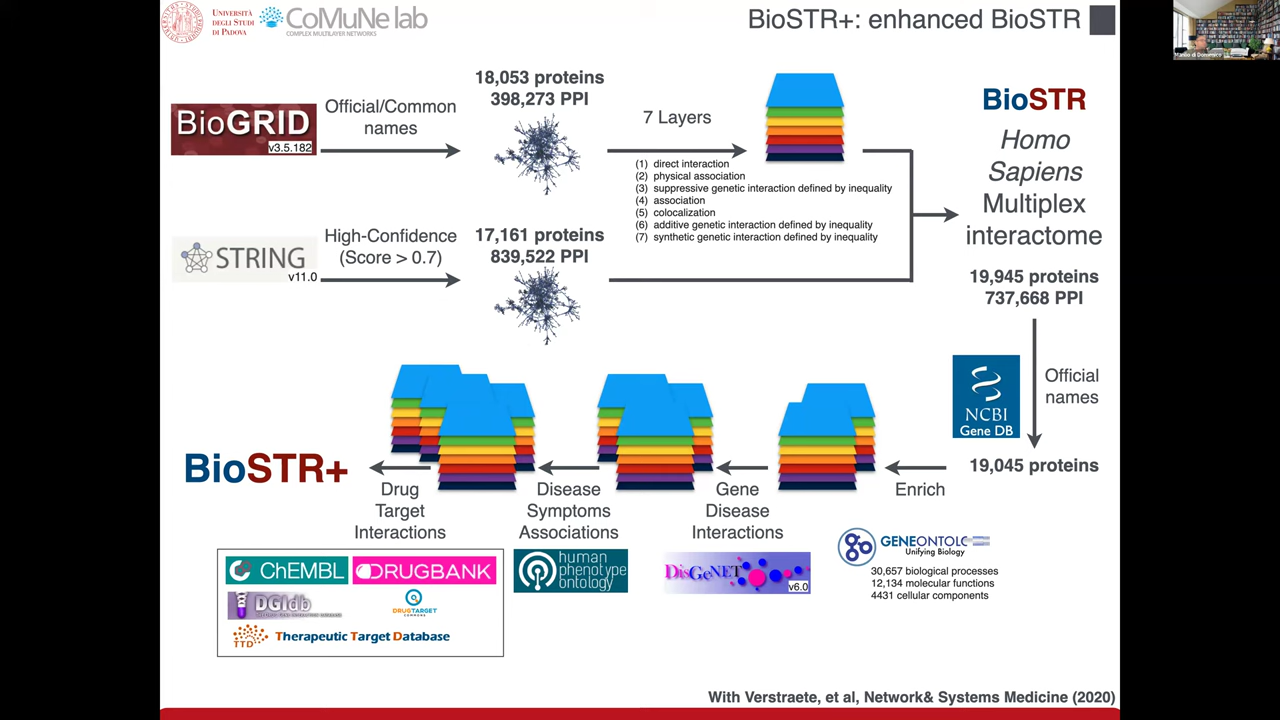 UNIVERSITÀ
DEGLI STUDI
DI PADOVA
CoMuNe lab
COMPLEX MULTILAYER NETWORKS
BioSTR+: enhanced BioSTR
BioGRID
v3.5.182
Official/Common
names
18,053 proteins
398,273 PPI
7 Layers
(1) direct interaction
(2) physical association
(3) suppressive genetic interaction defined by inequality
(4) association
(5) colocalization
(6) additive genetic interaction defined by inequality
(7) synthetic genetic interaction defined by inequality
STRING
v11.0
High-Confidence
(Score > 0.7)
17,161 proteins
839,522 PPI
BioSTR
Homo
Sapiens
Multiplex
interactome
19,945 proteins
737,668 PPI
NCBI
Gene DB
Official
names
19,045 proteins
Enrich
GENEONTOLO
Unifying Biology
30,657 biological processes
12,134 molecular functions
4431 cellular components
Gene
Disease
Interactions
DisGeNET
v6.0
Disease
Symptoms
Associations
human
phenotype
ontology
Drug
Target
Interactions
ChEMBL
DRUGBANK
DGIdb
DRUGTARGET
COMMONS
TTD
Therapeutic Target Database
BioSTR+
With Verstraete, et al, Network& Systems Medicine (2020)